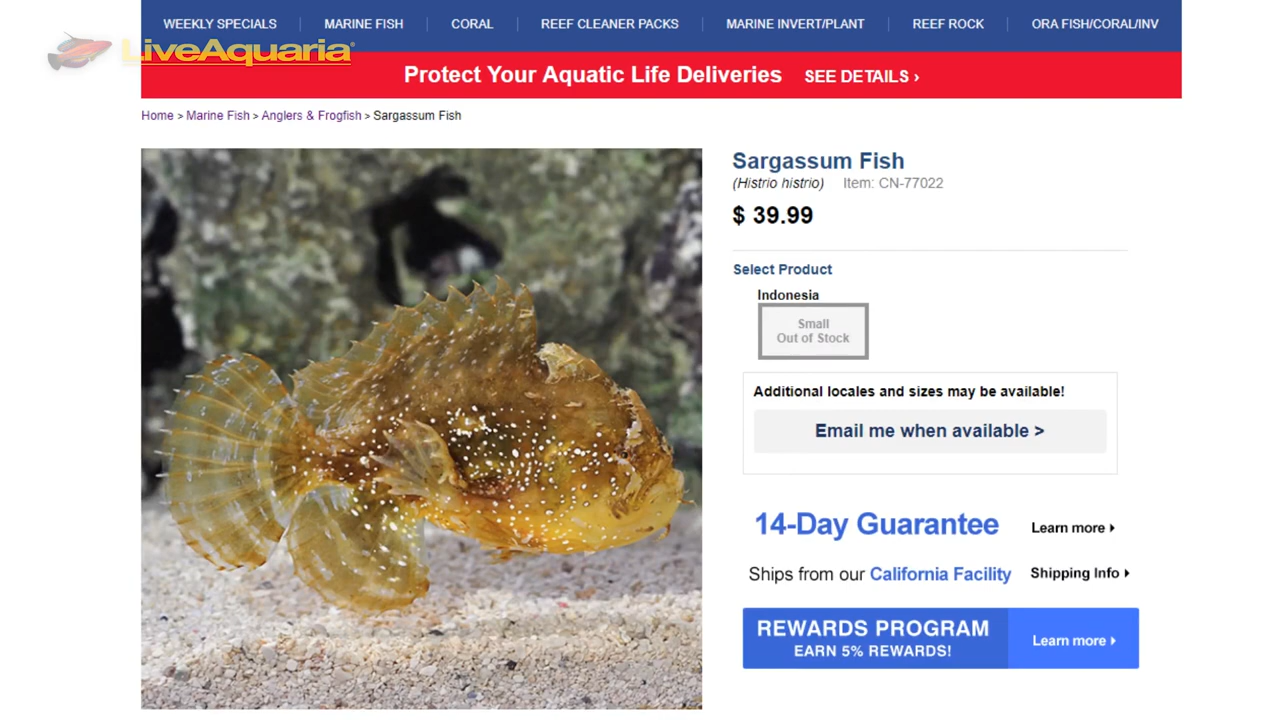 WEEKLY SPECIALS
MARINE FISH
CORAL
REEF CLEANER PACKS
MARINE INVERT/PLANT
REEF ROCK
ORA FISH/CORAL/INV
LiveAquaria®
Protect Your Aquatic Life Deliveries SEE DETAILS ›
Home > Marine Fish > Anglers & Frogfish > Sargassum Fish
Sargassum Fish
(Histrio histrio) Item: CN-77022
$ 39.99
Select Product
Indonesia
Small
Out of Stock
Additional locales and sizes may be available!
Email me when available >
14-Day Guarantee Learn more
Ships from our California Facility Shipping Info
REWARDS PROGRAM
EARN 5% REWARDS!
Learn more